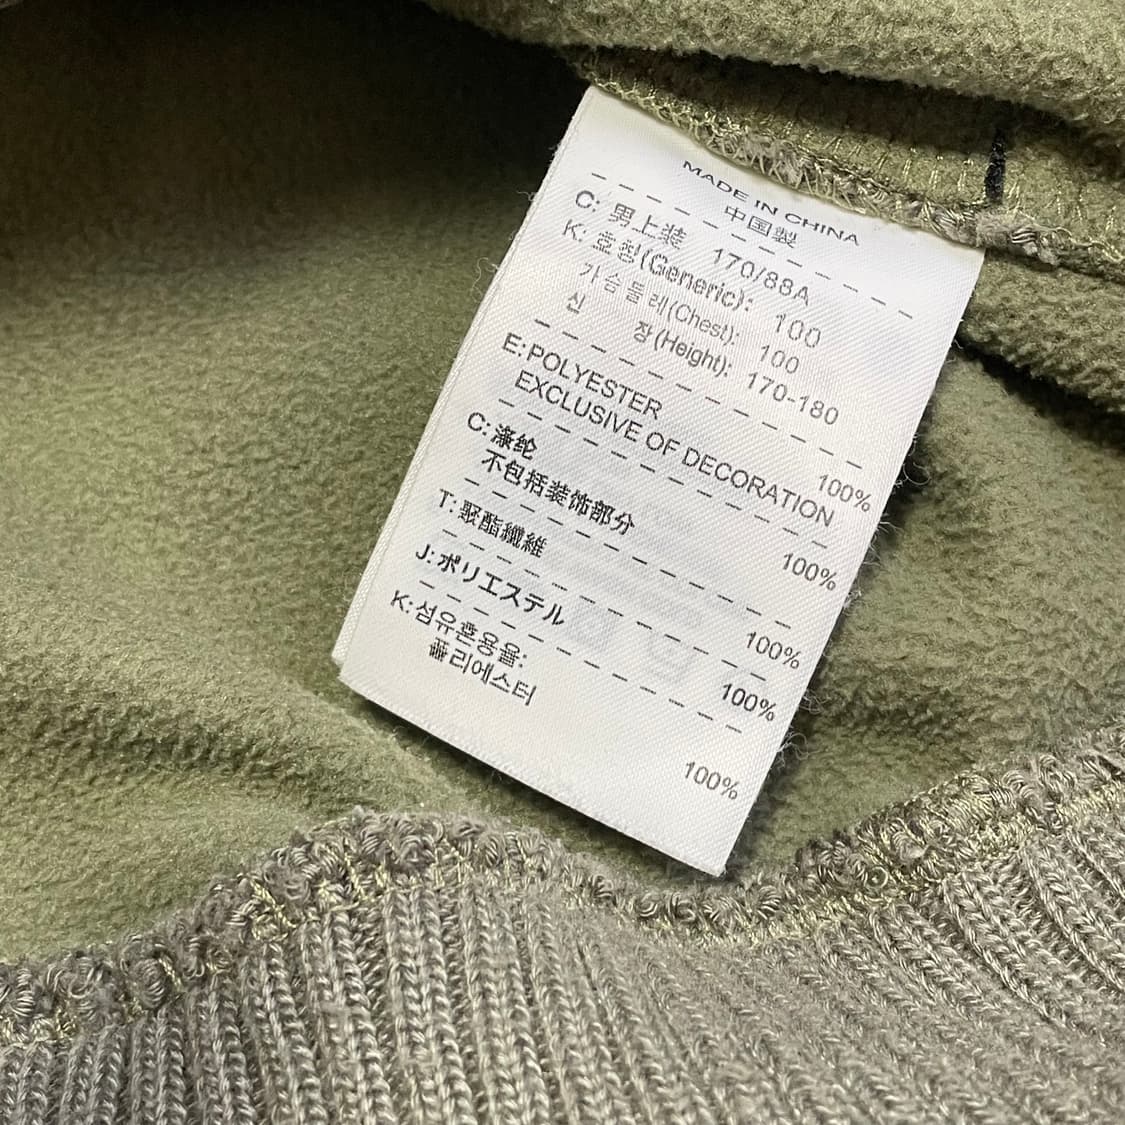 MADE IN CHINA
中国製
C: 男上装 170/88A
K: 호칭(Generic): 100
가슴둘레(Chest): 100
신 장(Height): 170-180
E: POLYESTER 100%
EXCLUSIVE OF DECORATION
C: 涤纶 100%
不包括装饰部分
T: 聚酯纖維 100%
J: ポリエステル 100%
K: 섬유혼용율:
폴리에스터 100%